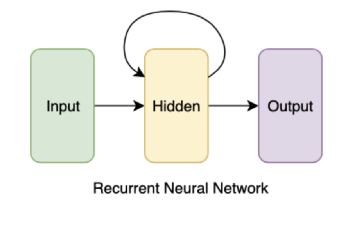 Input
Hidden
Output
Recurrent Neural Network